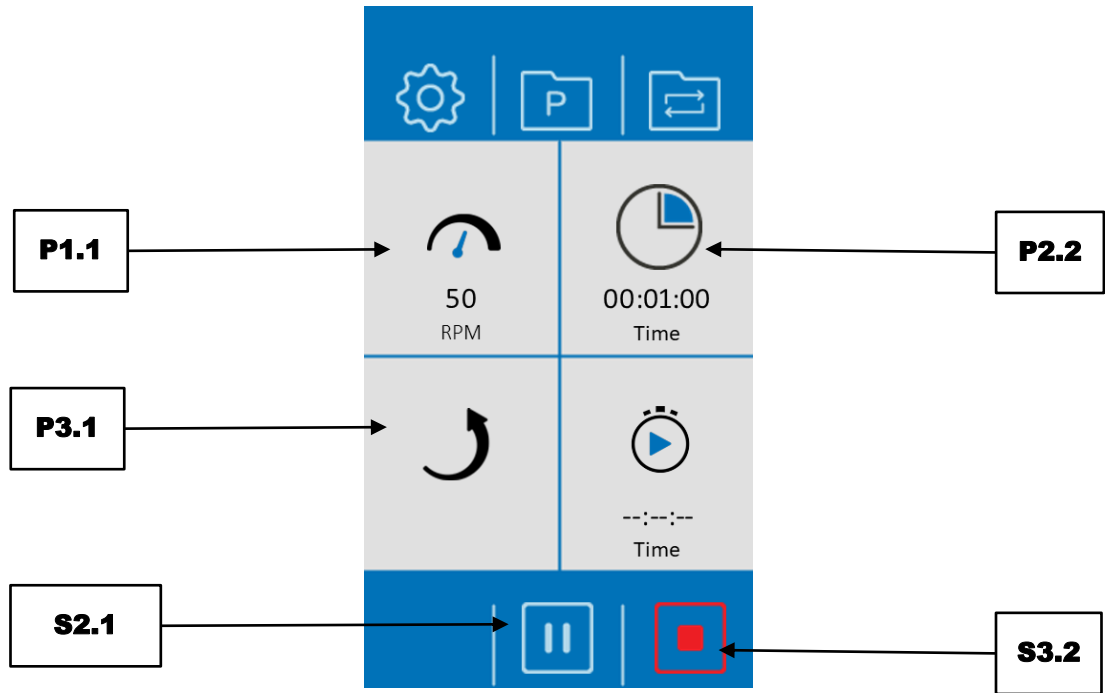 P
P1.1
P2.2
50
RPM
00:01:00
Time
P3.1
--:--:--
Time
S2.1
S3.2